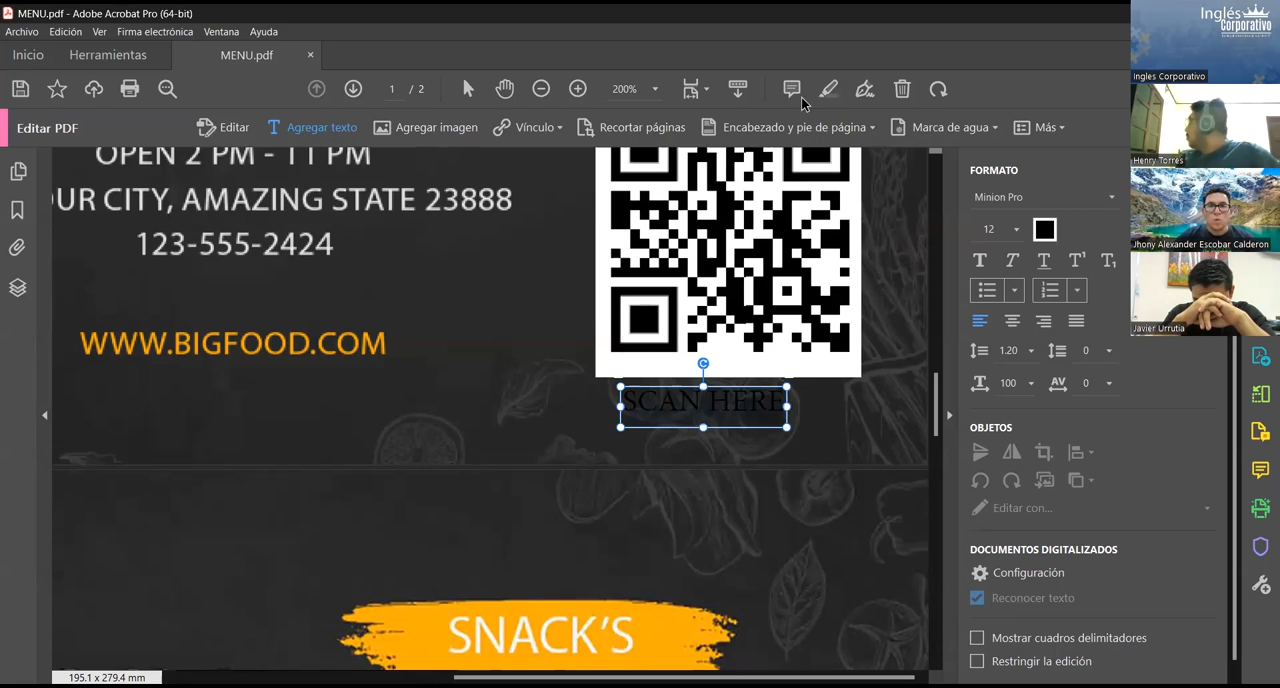 MENU.pdf - Adobe Acrobat Pro (64-bit)
Archivo Edición Ver Firma electrónica Ventana Ayuda
Inicio Herramientas MENU.pdf ×
1 / 2 200%
Editar PDF Editar Agregar texto Agregar imagen Vínculo Recortar páginas Encabezado y pie de página Marca de agua Más
OPEN 2 PM - 11 PM
OUR CITY, AMAZING STATE 23888
123-555-2424
WWW.BIGFOOD.COM
SCAN HERE
SNACK'S
195.1 x 279.4 mm
FORMATO
Minion Pro
12
1.20 0
100 0
OBJETOS
Editar con...
DOCUMENTOS DIGITALIZADOS
Configuración
Reconocer texto
Mostrar cuadros delimitadores
Restringir la edición
Inglés
Corporativo
Ingles Corporativo
Henry Torres
Jhony Alexander Escobar Calderon
Javier Urrutia